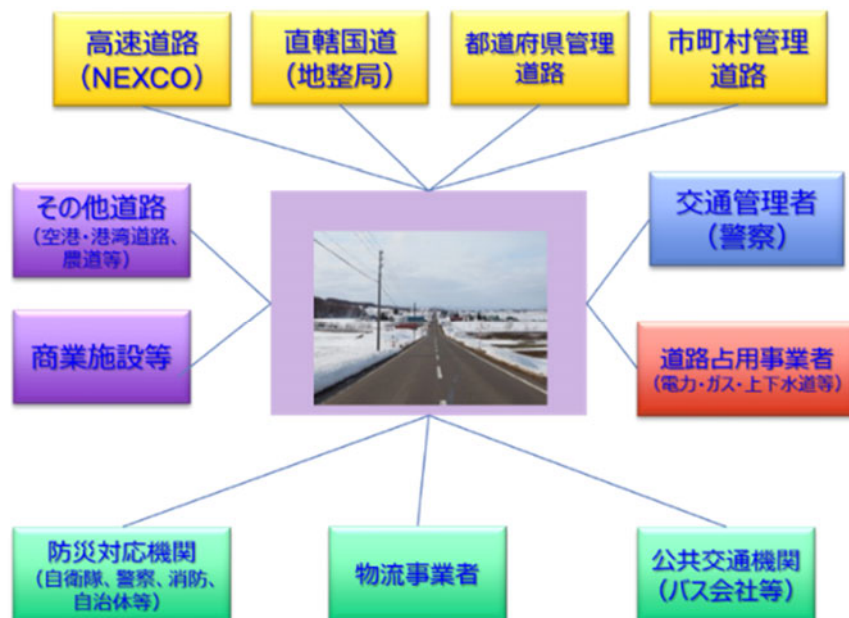 高速道路
（NEXCO）
直轄国道
（地整局）
都道府県管理
道路
市町村管理
道路
その他道路
（空港・港湾道路、
農道等）
交通管理者
（警察）
商業施設等
道路占用事業者
（電力・ガス・上下水道等）
防災対応機関
（自衛隊、警察、消防、
自治体等）
物流事業者
公共交通機関
（バス会社等）